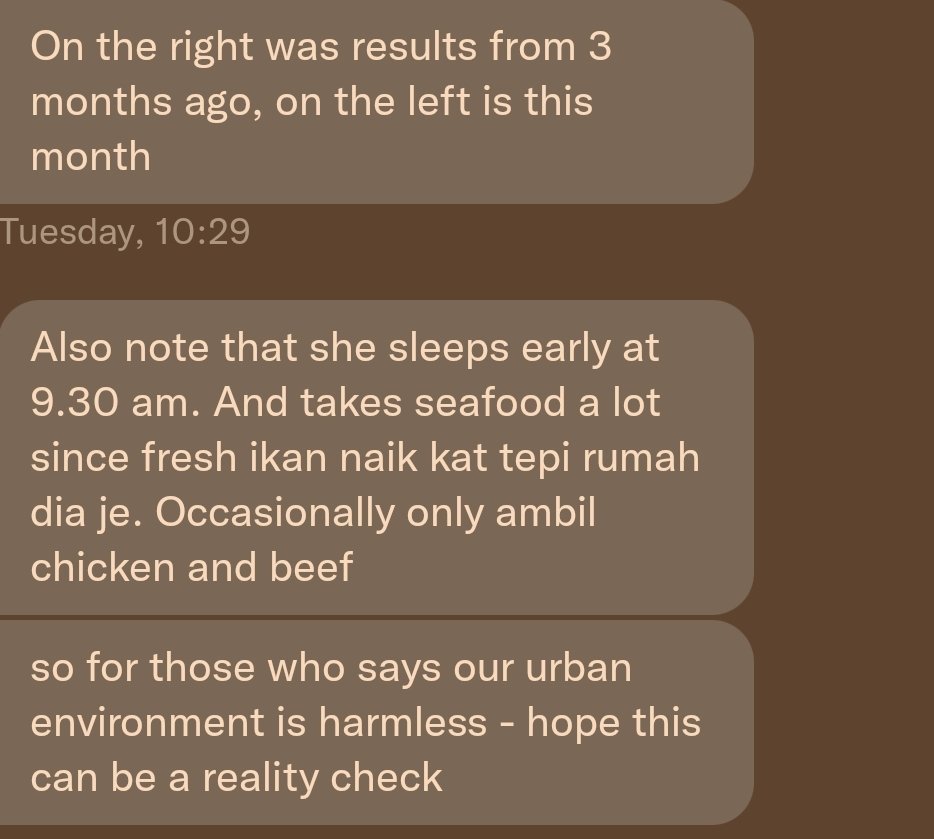 On the right was results from 3
months ago, on the left is this
month
Tuesday, 10:29
Also note that she sleeps early at
9.30 am. And takes seafood a lot
since fresh ikan naik kat tepi rumah
dia je. Occasionally only ambil
chicken and beef
so for those who says our urban
environment is harmless - hope this
can be a reality check